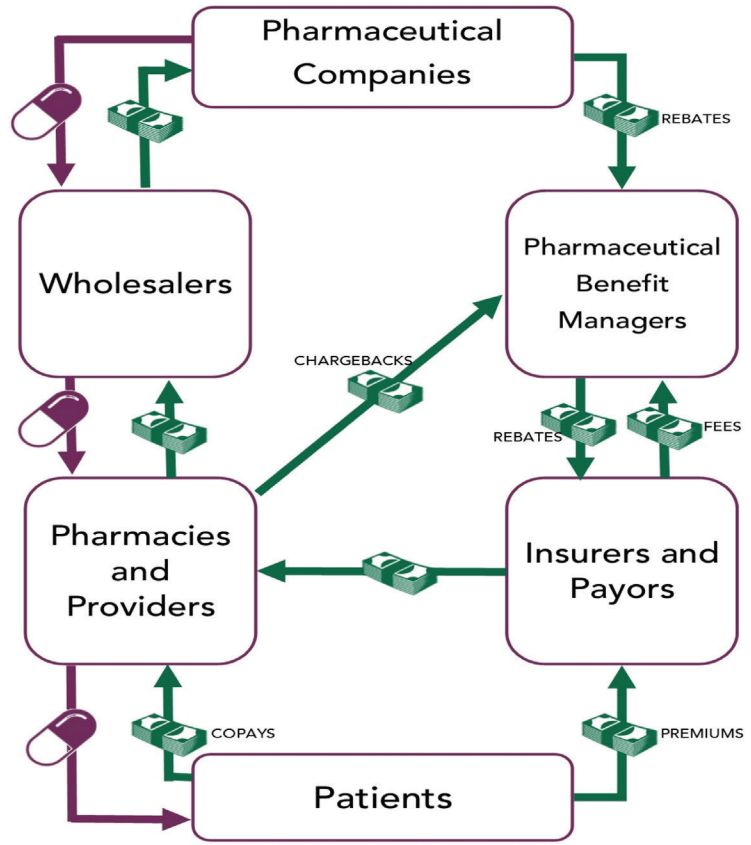 Pharmaceutical
Companies
REBATES
Wholesalers
Pharmaceutical
Benefit
Managers
CHARGEBACKS
REBATES
FEES
Pharmacies
and
Providers
Insurers and
Payors
COPAYS
PREMIUMS
Patients